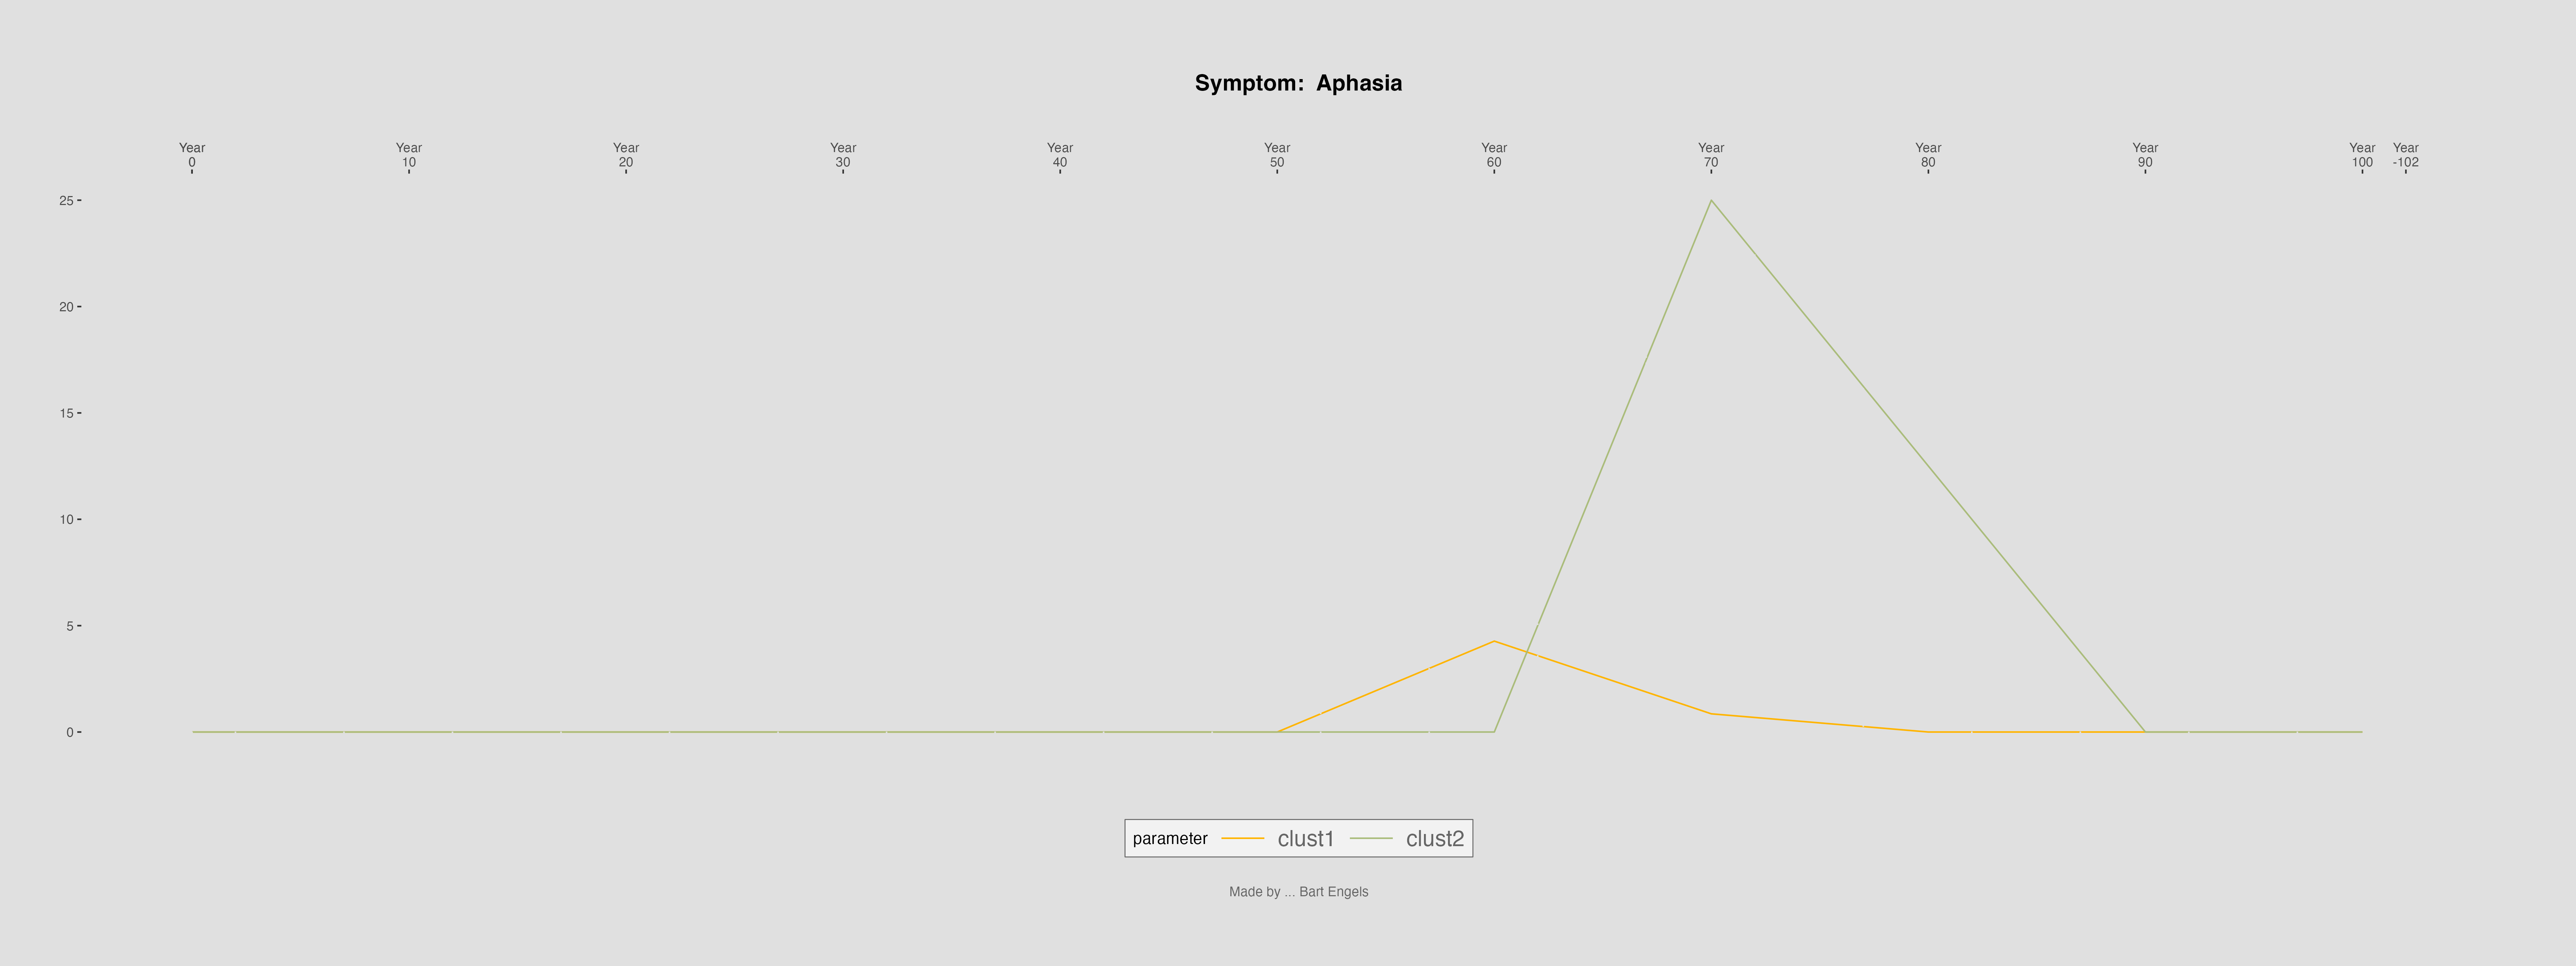 Symptom:  Aphasia
Year Year Year Year Year Year Year Year Year Year Year Year
0 10 20 30 40 50 60 70 80 90 100 -102
25
20
15
10
5
0
parameter clust1 clust2
Made by ... Bart Engels